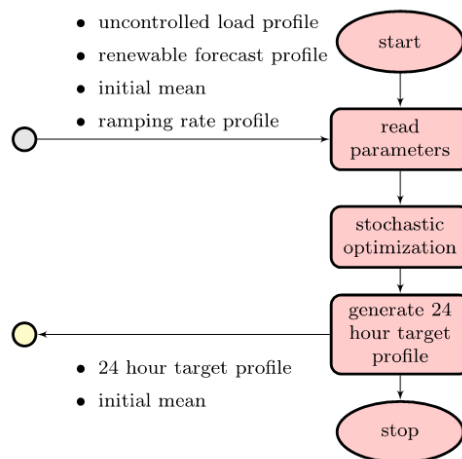 • uncontrolled load profile
• renewable forecast profile
• initial mean
• ramping rate profile
start
read
parameters
stochastic
optimization
generate 24
hour target
profile
• 24 hour target profile
• initial mean
stop